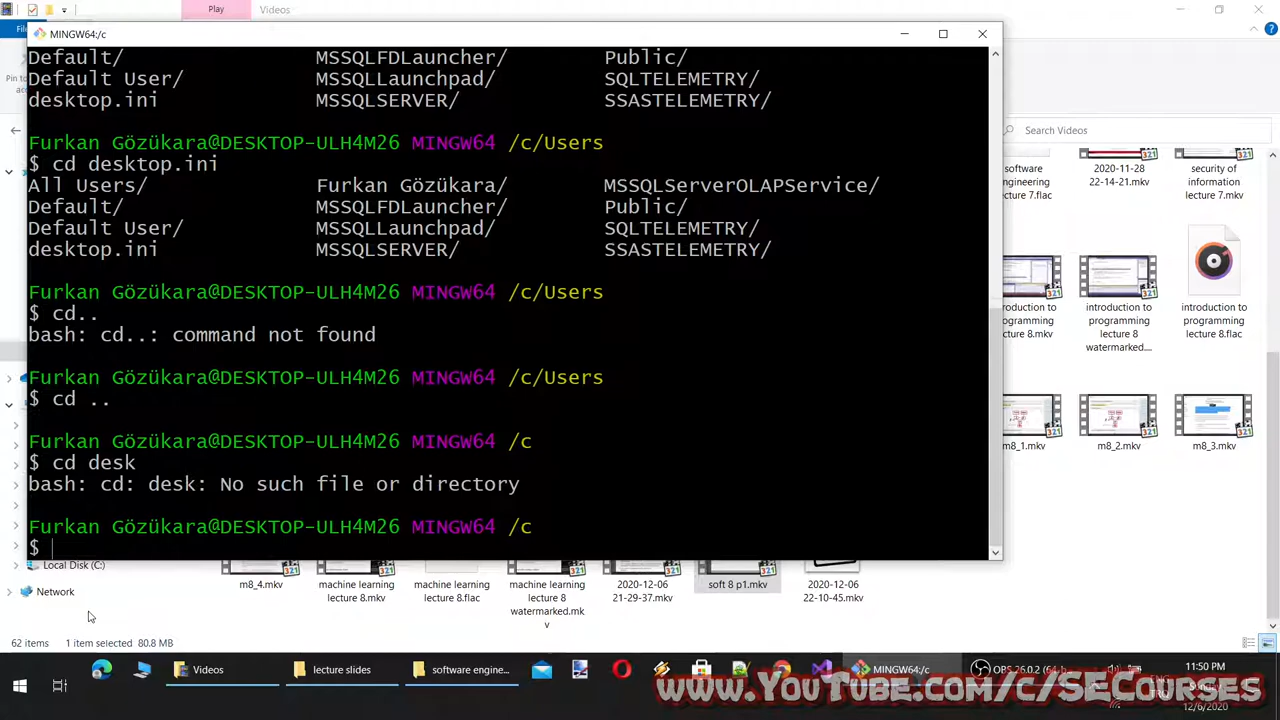 Play
Videos
MINGW64:/c
Default/ MSSQLFDLauncher/ Public/
Default User/ MSSQLLaunchpad/ SQLTELEMETRY/
desktop.ini MSSQLSERVER/ SSASTELEMETRY/
Furkan Gözükara@DESKTOP-ULH4M26 MINGW64 /c/Users
$ cd desktop.ini
All Users/ Furkan Gözükara/ MSSQLServerOLAPService/
Default/ MSSQLFDLauncher/ Public/
Default User/ MSSQLLaunchpad/ SQLTELEMETRY/
desktop.ini MSSQLSERVER/ SSASTELEMETRY/
Furkan Gözükara@DESKTOP-ULH4M26 MINGW64 /c/Users
$ cd..
bash: cd..: command not found
Furkan Gözükara@DESKTOP-ULH4M26 MINGW64 /c/Users
$ cd ..
Furkan Gözükara@DESKTOP-ULH4M26 MINGW64 /c
$ cd desk
bash: cd: desk: No such file or directory
Furkan Gözükara@DESKTOP-ULH4M26 MINGW64 /c
$
Search Videos
software engineering lecture 7.flac
2020-11-28 22-14-21.mkv
security of information lecture 7.mkv
introduction to programming lecture 8.mkv
introduction to programming lecture 8 watermarked....
introduction to programming lecture 8.flac
m8_1.mkv
m8_2.mkv
m8_3.mkv
Local Disk (C:)
Network
m8_4.mkv
machine learning lecture 8.mkv
machine learning lecture 8.flac
machine learning lecture 8 watermarked.mkv
2020-12-06 21-29-37.mkv
soft 8 p1.mkv
2020-12-06 22-10-45.mkv
62 items 1 item selected 80.8 MB
Videos
lecture slides
software engine...
MINGW64:/c
11:50 PM
12/6/2020
www.YouTube.com/c/SECourses